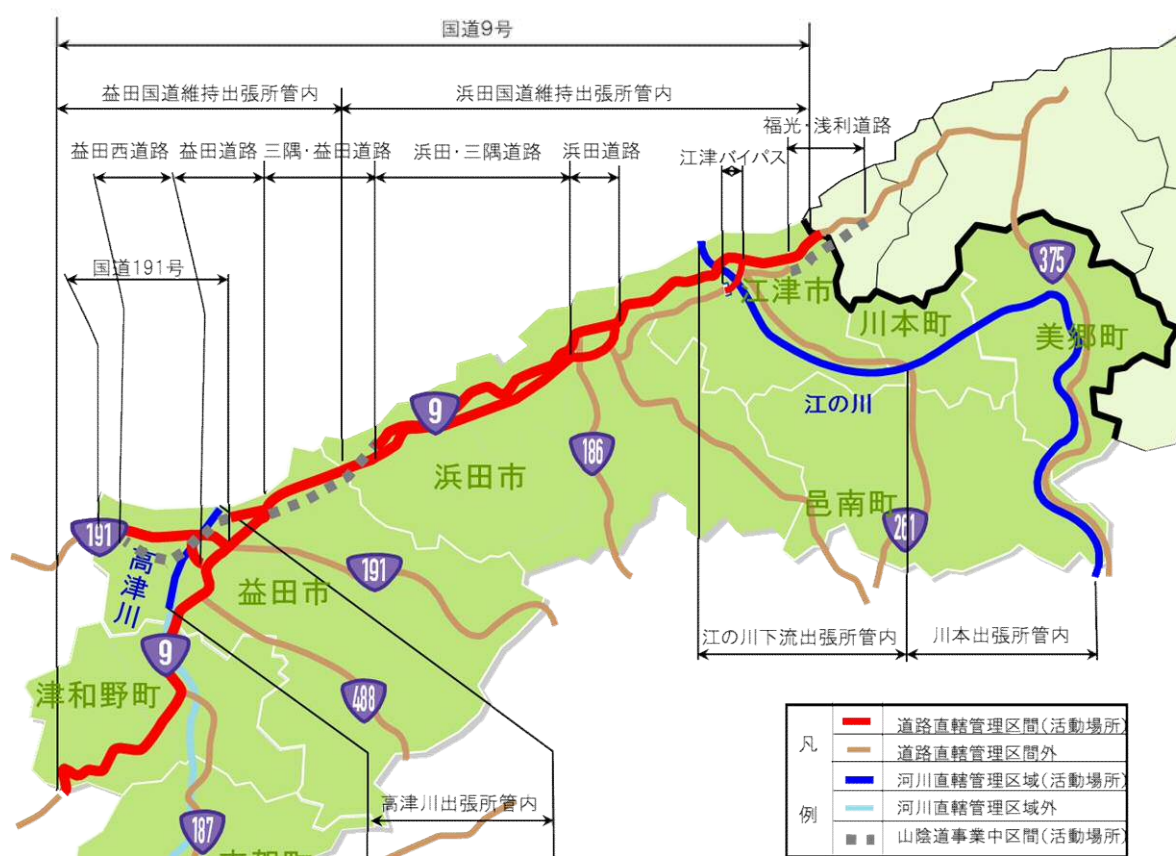 国道9号
益田国道維持出張所管内
浜田国道維持出張所管内
福光・浅利道路
益田西道路
益田道路
三隅・益田道路
浜田・三隅道路
浜田道路
江津バイパス
国道191号
375
江津市
川本町
美郷町
江の川
9
186
浜田市
邑南町
261
191
高津川
191
益田市
江の川下流出張所管内
川本出張所管内
9
津和野町
488
高津川出張所管内
187
凡例
道路直轄管理区間(活動場所)
道路直轄管理区間外
河川直轄管理区域(活動場所)
河川直轄管理区域外
山陰道事業中区間(活動場所)